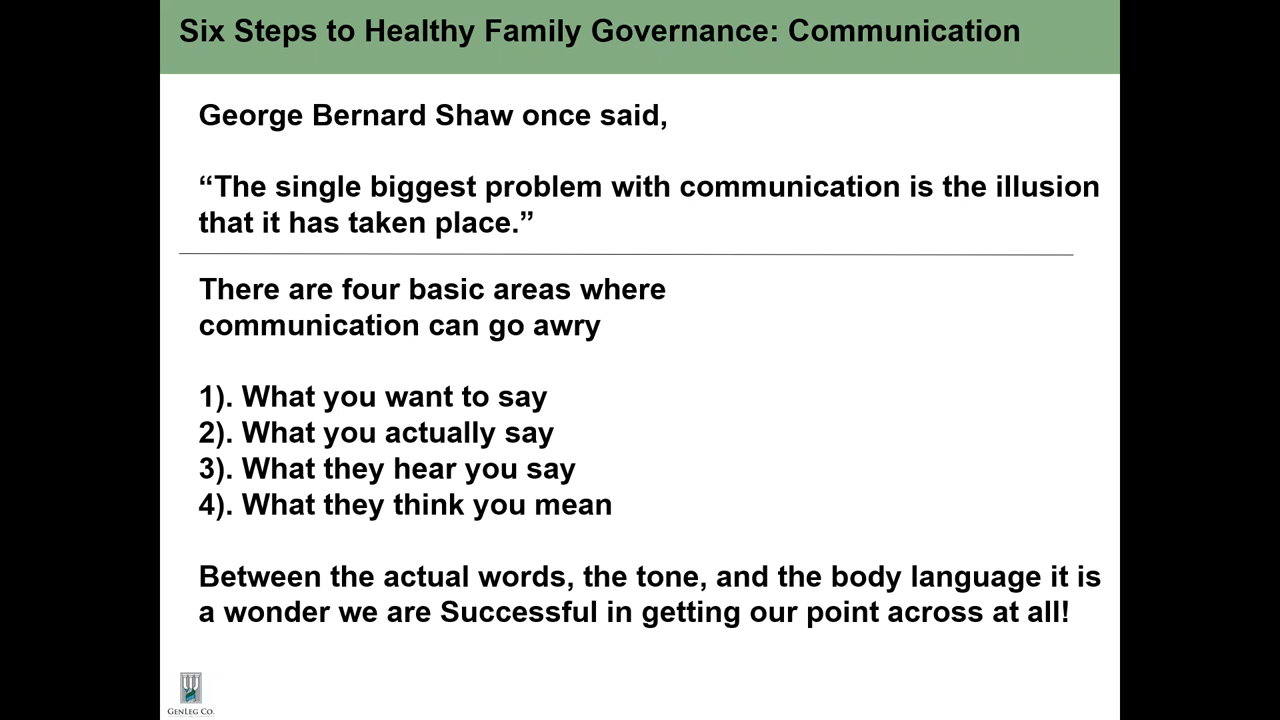 Six Steps to Healthy Family Governance: Communication
George Bernard Shaw once said,
“The single biggest problem with communication is the illusion
that it has taken place.”
There are four basic areas where
communication can go awry
1). What you want to say
2). What you actually say
3). What they hear you say
4). What they think you mean
Between the actual words, the tone, and the body language it is
a wonder we are Successful in getting our point across at all!
GENLEG CO.